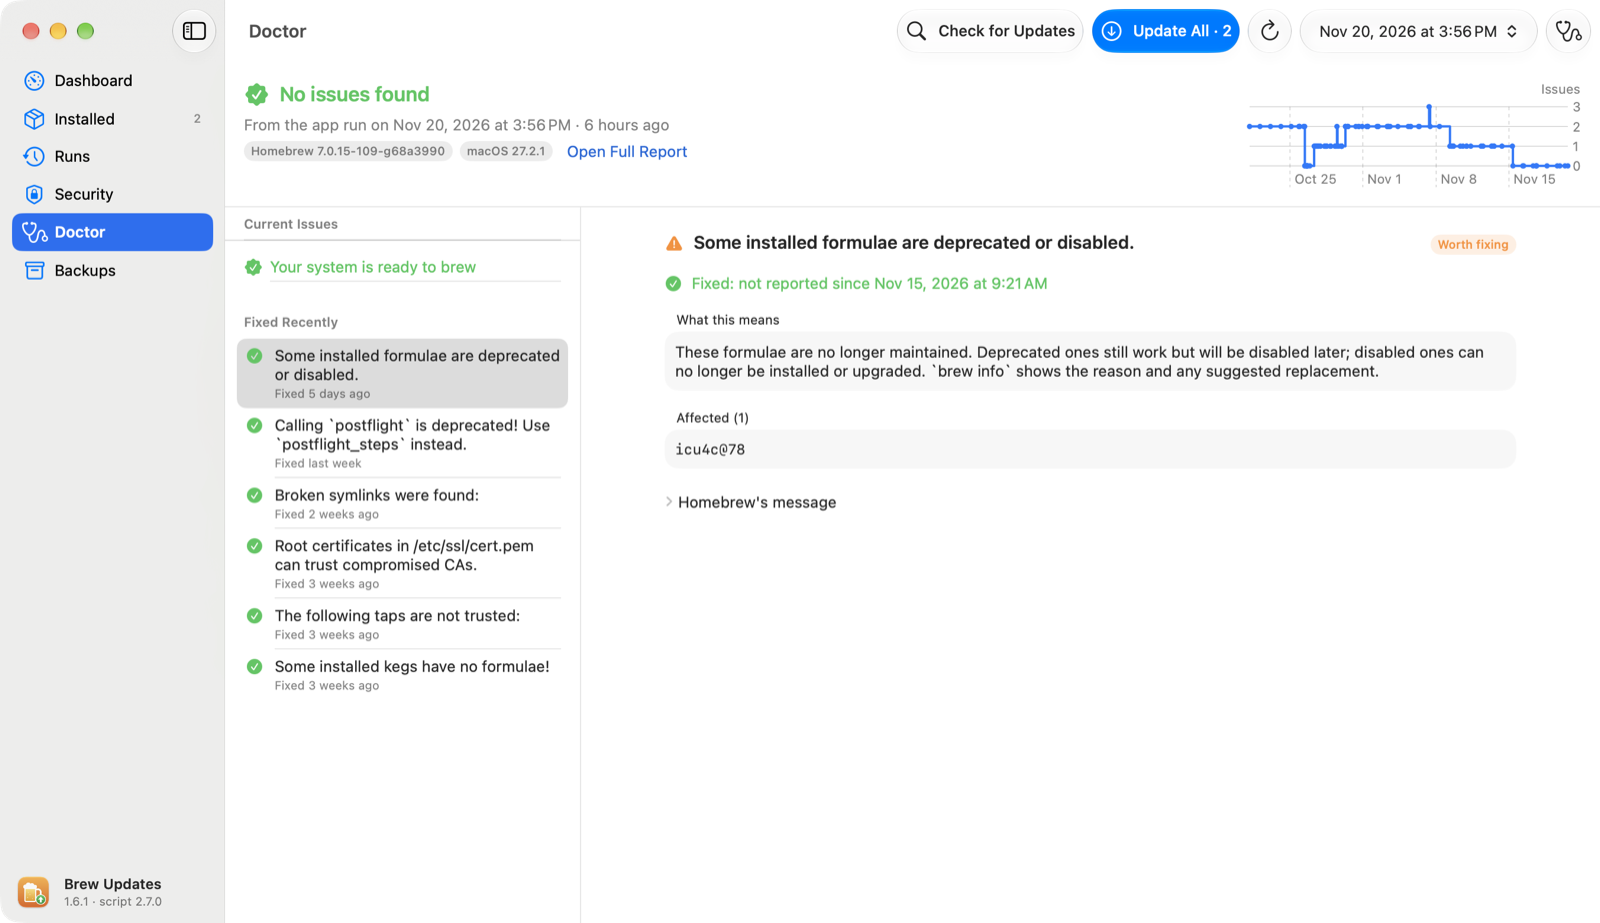 Doctor
Check for Updates
Update All · 2
Nov 20, 2026 at 3:56 PM
Dashboard
Installed 2
Runs
Security
Doctor
Backups
No issues found
From the app run on Nov 20, 2026 at 3:56 PM · 6 hours ago
Homebrew 7.0.15-109-g68a3990
macOS 27.2.1
Open Full Report
Issues
3
2
1
0
Oct 25
Nov 1
Nov 8
Nov 15
Current Issues
Your system is ready to brew
Fixed Recently
Some installed formulae are deprecated
or disabled.
Fixed 5 days ago
Calling `postflight` is deprecated! Use
`postflight_steps` instead.
Fixed last week
Broken symlinks were found:
Fixed 2 weeks ago
Root certificates in /etc/ssl/cert.pem
can trust compromised CAs.
Fixed 3 weeks ago
The following taps are not trusted:
Fixed 3 weeks ago
Some installed kegs have no formulae!
Fixed 3 weeks ago
Some installed formulae are deprecated or disabled.
Worth fixing
Fixed: not reported since Nov 15, 2026 at 9:21 AM
What this means
These formulae are no longer maintained. Deprecated ones still work but will be disabled later; disabled ones can
no longer be installed or upgraded. `brew info` shows the reason and any suggested replacement.
Affected (1)
icu4c@78
Homebrew's message
Brew Updates
1.6.1 · script 2.7.0